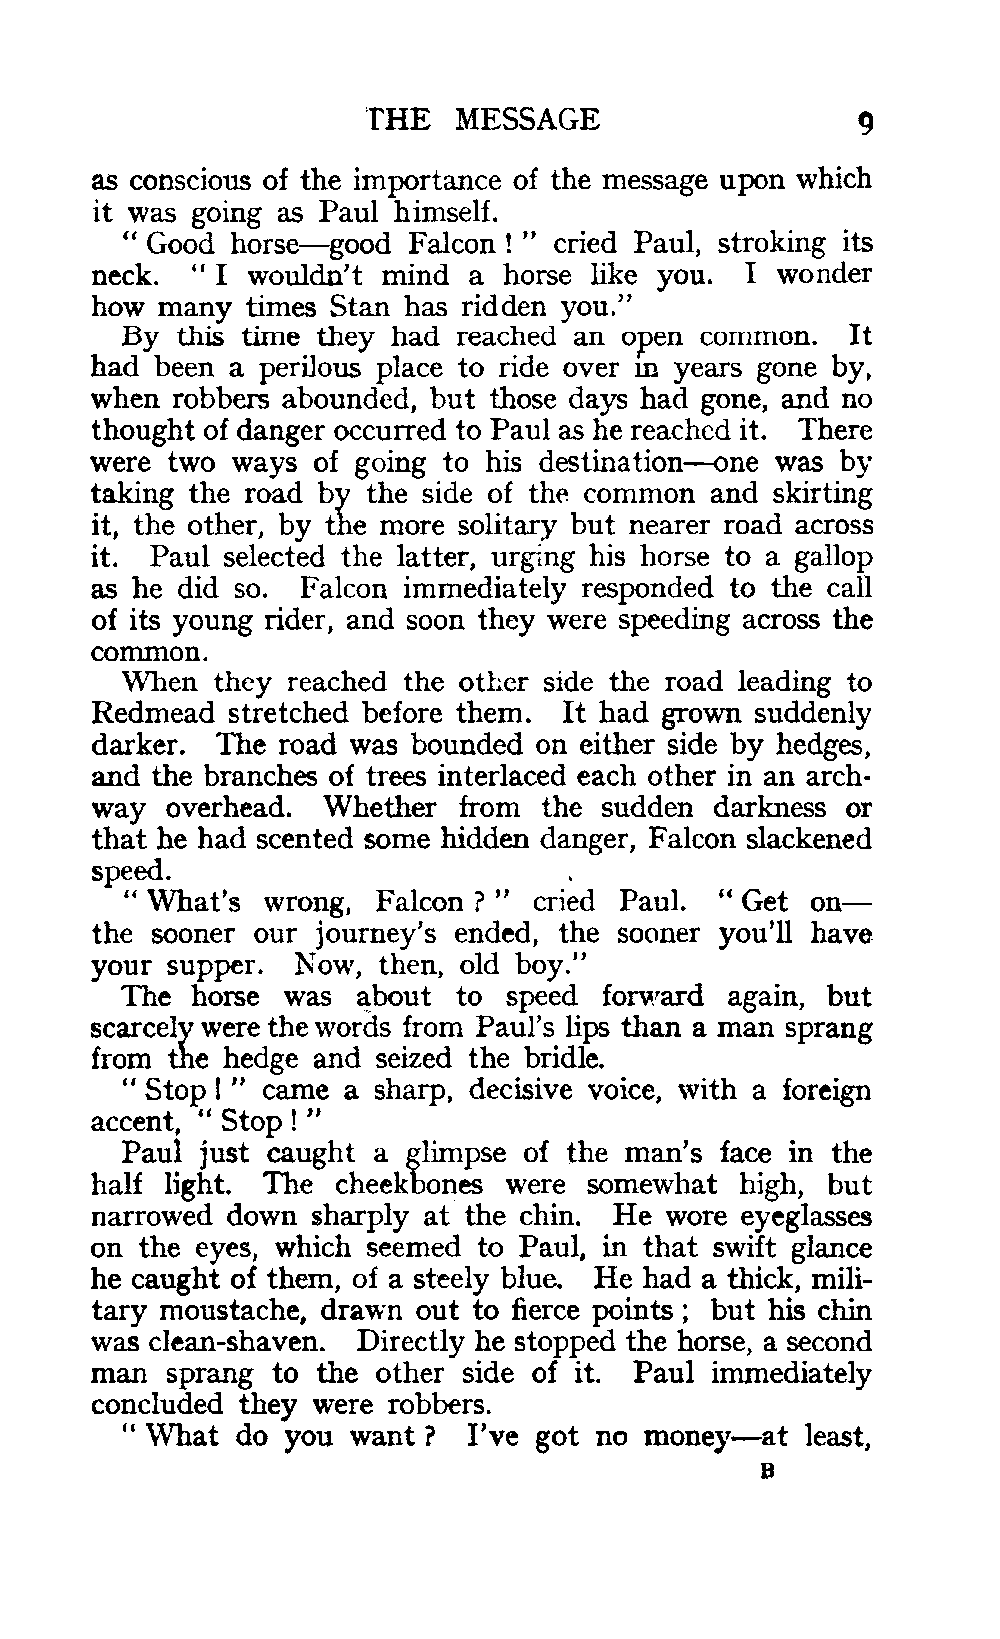 THE MESSAGE 9
as conscious of the importance of the message upon which
it was going as Paul himself.
“ Good horse—good Falcon ! ” cried Paul, stroking its
neck. “ I wouldn't mind a horse like you. I wonder
how many times Stan has ridden you.”
By this time they had reached an open common. It
had been a perilous place to ride over in years gone by,
when robbers abounded, but those days had gone, and no
thought of danger occurred to Paul as he reached it. There
were two ways of going to his destination—one was by
taking the road by the side of the common and skirting
it, the other, by the more solitary but nearer road across
it. Paul selected the latter, urging his horse to a gallop
as he did so. Falcon immediately responded to the call
of its young rider, and soon they were speeding across the
common.
When they reached the other side the road leading to
Redmead stretched before them. It had grown suddenly
darker. The road was bounded on either side by hedges,
and the branches of trees interlaced each other in an arch-
way overhead. Whether from the sudden darkness or
that he had scented some hidden danger, Falcon slackened
speed.
“ What's wrong, Falcon ? ” cried Paul. “ Get on—
the sooner our journey's ended, the sooner you'll have
your supper. Now, then, old boy.”
The horse was about to speed forward again, but
scarcely were the words from Paul's lips than a man sprang
from the hedge and seized the bridle.
“ Stop ! ” came a sharp, decisive voice, with a foreign
accent, “ Stop ! ”
Paul just caught a glimpse of the man's face in the
half light. The cheekbones were somewhat high, but
narrowed down sharply at the chin. He wore eyeglasses
on the eyes, which seemed to Paul, in that swift glance
he caught of them, of a steely blue. He had a thick, mili-
tary moustache, drawn out to fierce points ; but his chin
was clean-shaven. Directly he stopped the horse, a second
man sprang to the other side of it. Paul immediately
concluded they were robbers.
“ What do you want ? I've got no money—at least,
B